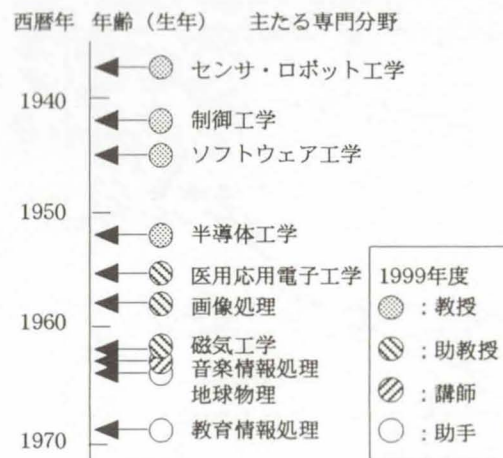 西暦年 年齢（生年） 主たる専門分野
センサ・ロボット工学
1940
制御工学
ソフトウェア工学
1950
半導体工学
医用応用電子工学
画像処理
1960
磁気工学
音楽情報処理
地球物理
教育情報処理
1970
1999年度
：教授
：助教授
：講師
：助手